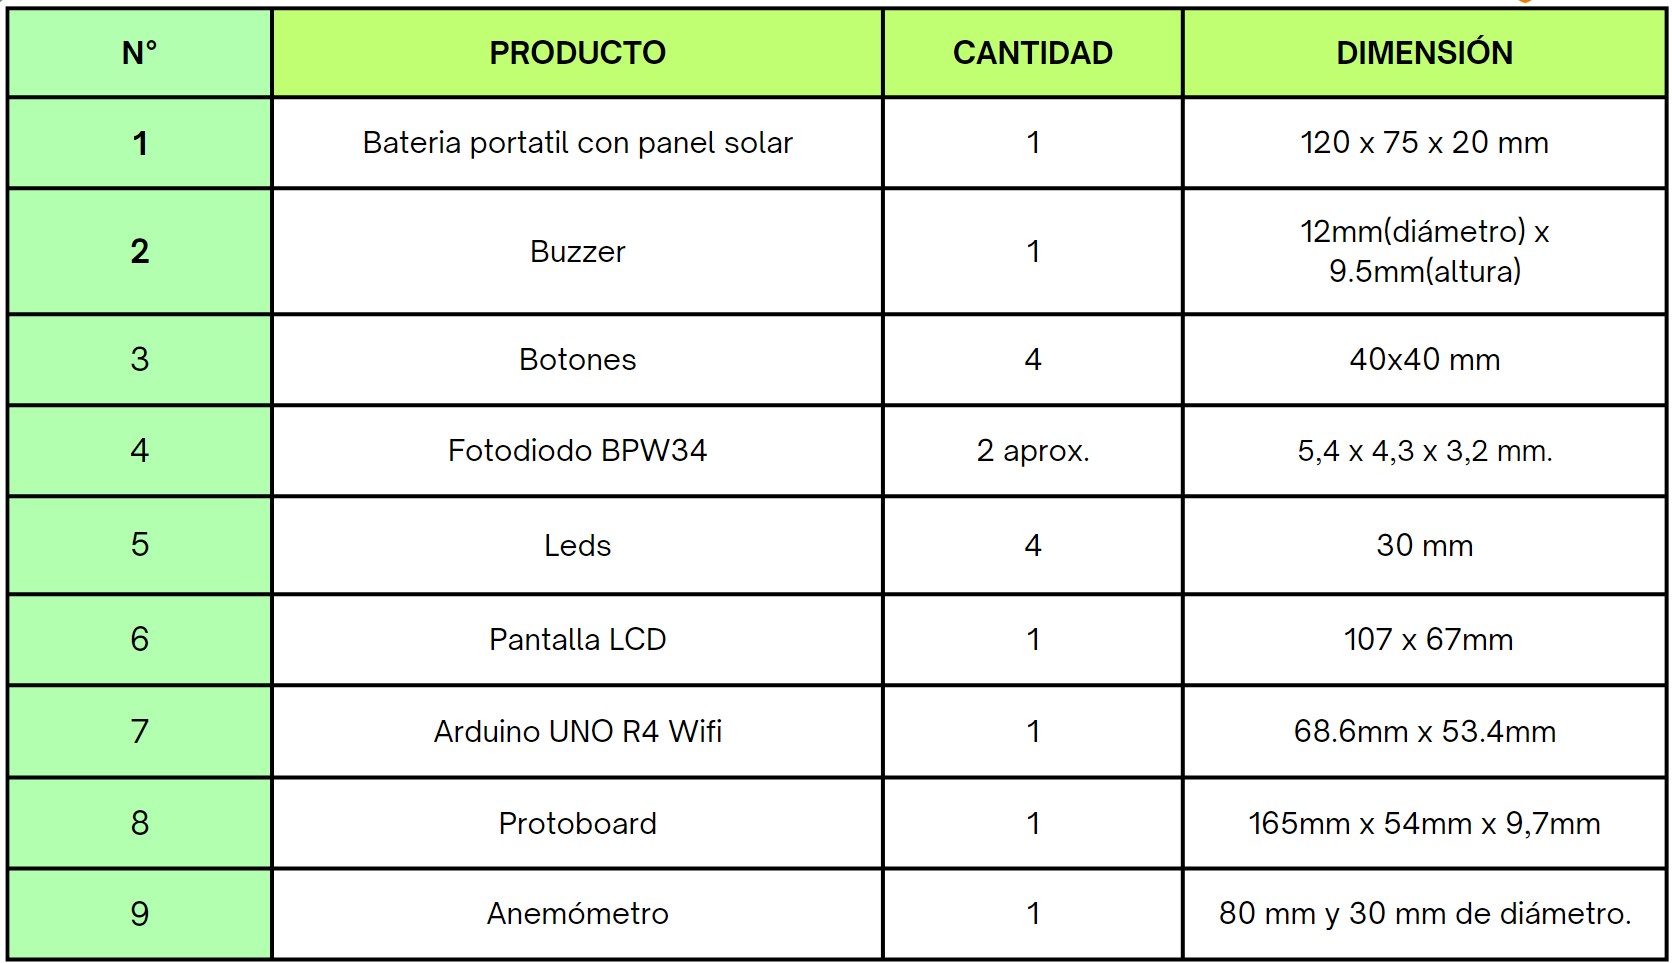 N° PRODUCTO CANTIDAD DIMENSIÓN
1 Bateria portatil con panel solar 1 120 x 75 x 20 mm
2 Buzzer 1 12mm(diámetro) x
9.5mm(altura)
3 Botones 4 40x40 mm
4 Fotodiodo BPW34 2 aprox. 5,4 x 4,3 x 3,2 mm.
5 Leds 4 30 mm
6 Pantalla LCD 1 107 x 67mm
7 Arduino UNO R4 Wifi 1 68.6mm x 53.4mm
8 Protoboard 1 165mm x 54mm x 9,7mm
9 Anemómetro 1 80 mm y 30 mm de diámetro.